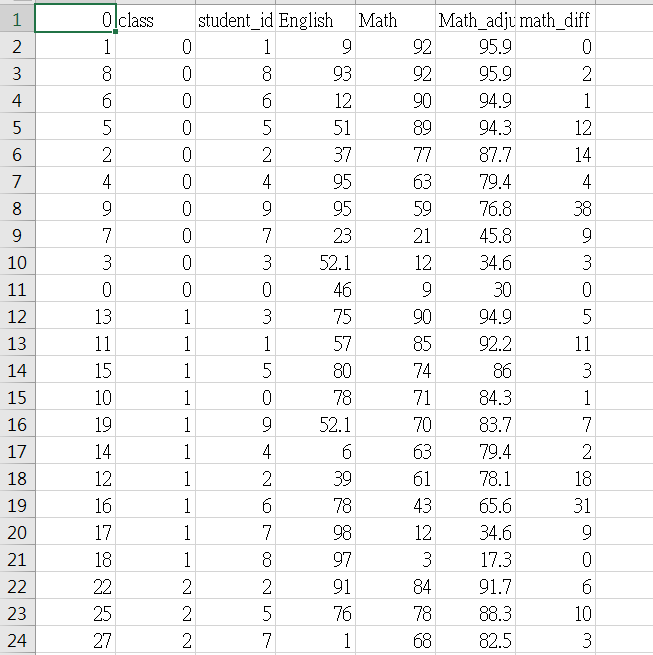 1 0 class student_id English Math Math_adju math_diff
2 1 0 1 9 92 95.9 0
3 8 0 8 93 92 95.9 2
4 6 0 6 12 90 94.9 1
5 5 0 5 51 89 94.3 12
6 2 0 2 37 77 87.7 14
7 4 0 4 95 63 79.4 4
8 9 0 9 95 59 76.8 38
9 7 0 7 23 21 45.8 9
10 3 0 3 52.1 12 34.6 3
11 0 0 0 46 9 30 0
12 13 1 3 75 90 94.9 5
13 11 1 1 57 85 92.2 11
14 15 1 5 80 74 86 3
15 10 1 0 78 71 84.3 1
16 19 1 9 52.1 70 83.7 7
17 14 1 4 6 63 79.4 2
18 12 1 2 39 61 78.1 18
19 16 1 6 78 43 65.6 31
20 17 1 7 98 12 34.6 9
21 18 1 8 97 3 17.3 0
22 22 2 2 91 84 91.7 6
23 25 2 5 76 78 88.3 10
24 27 2 7 1 68 82.5 3